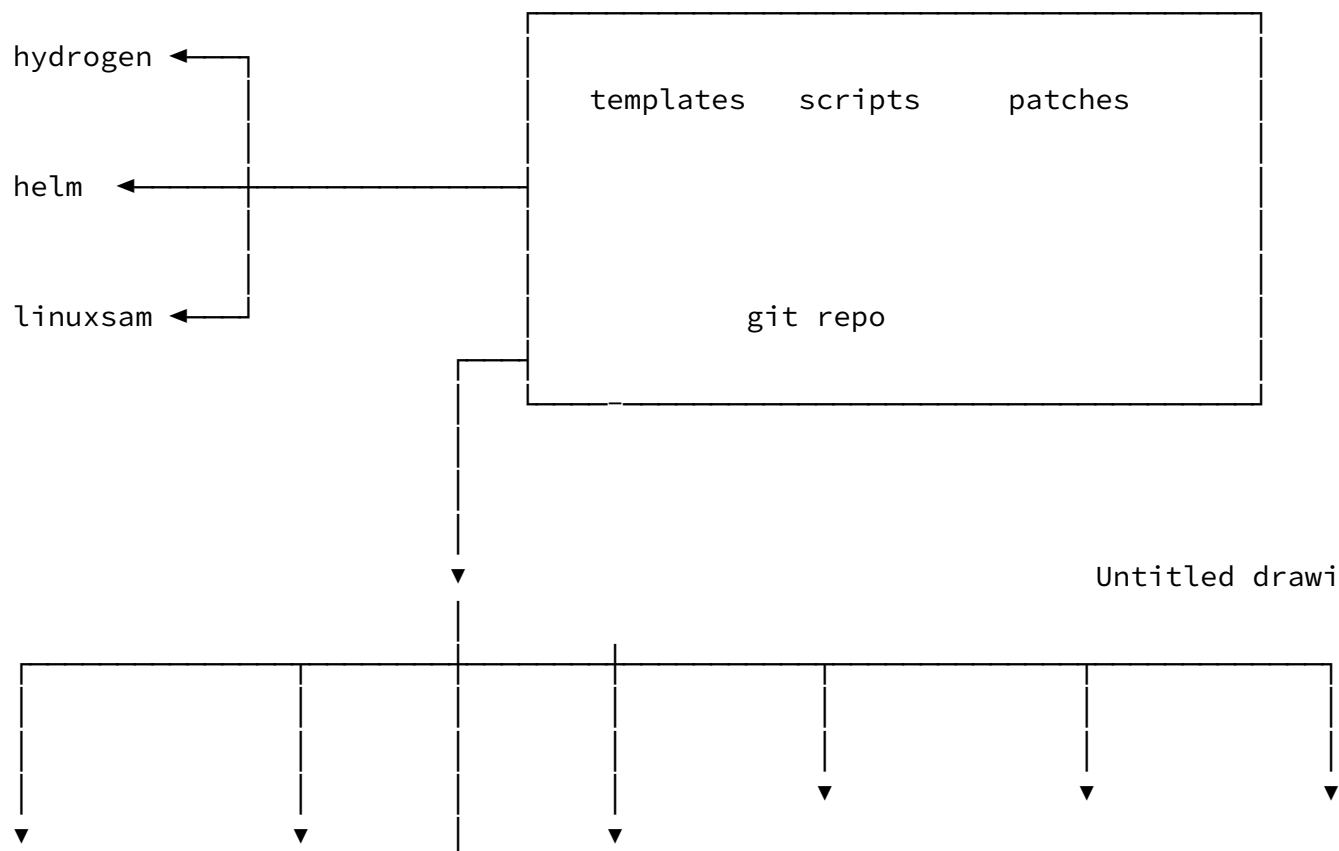 hydrogen
templates scripts patches
helm
linuxsam
git repo
Untitled drawi